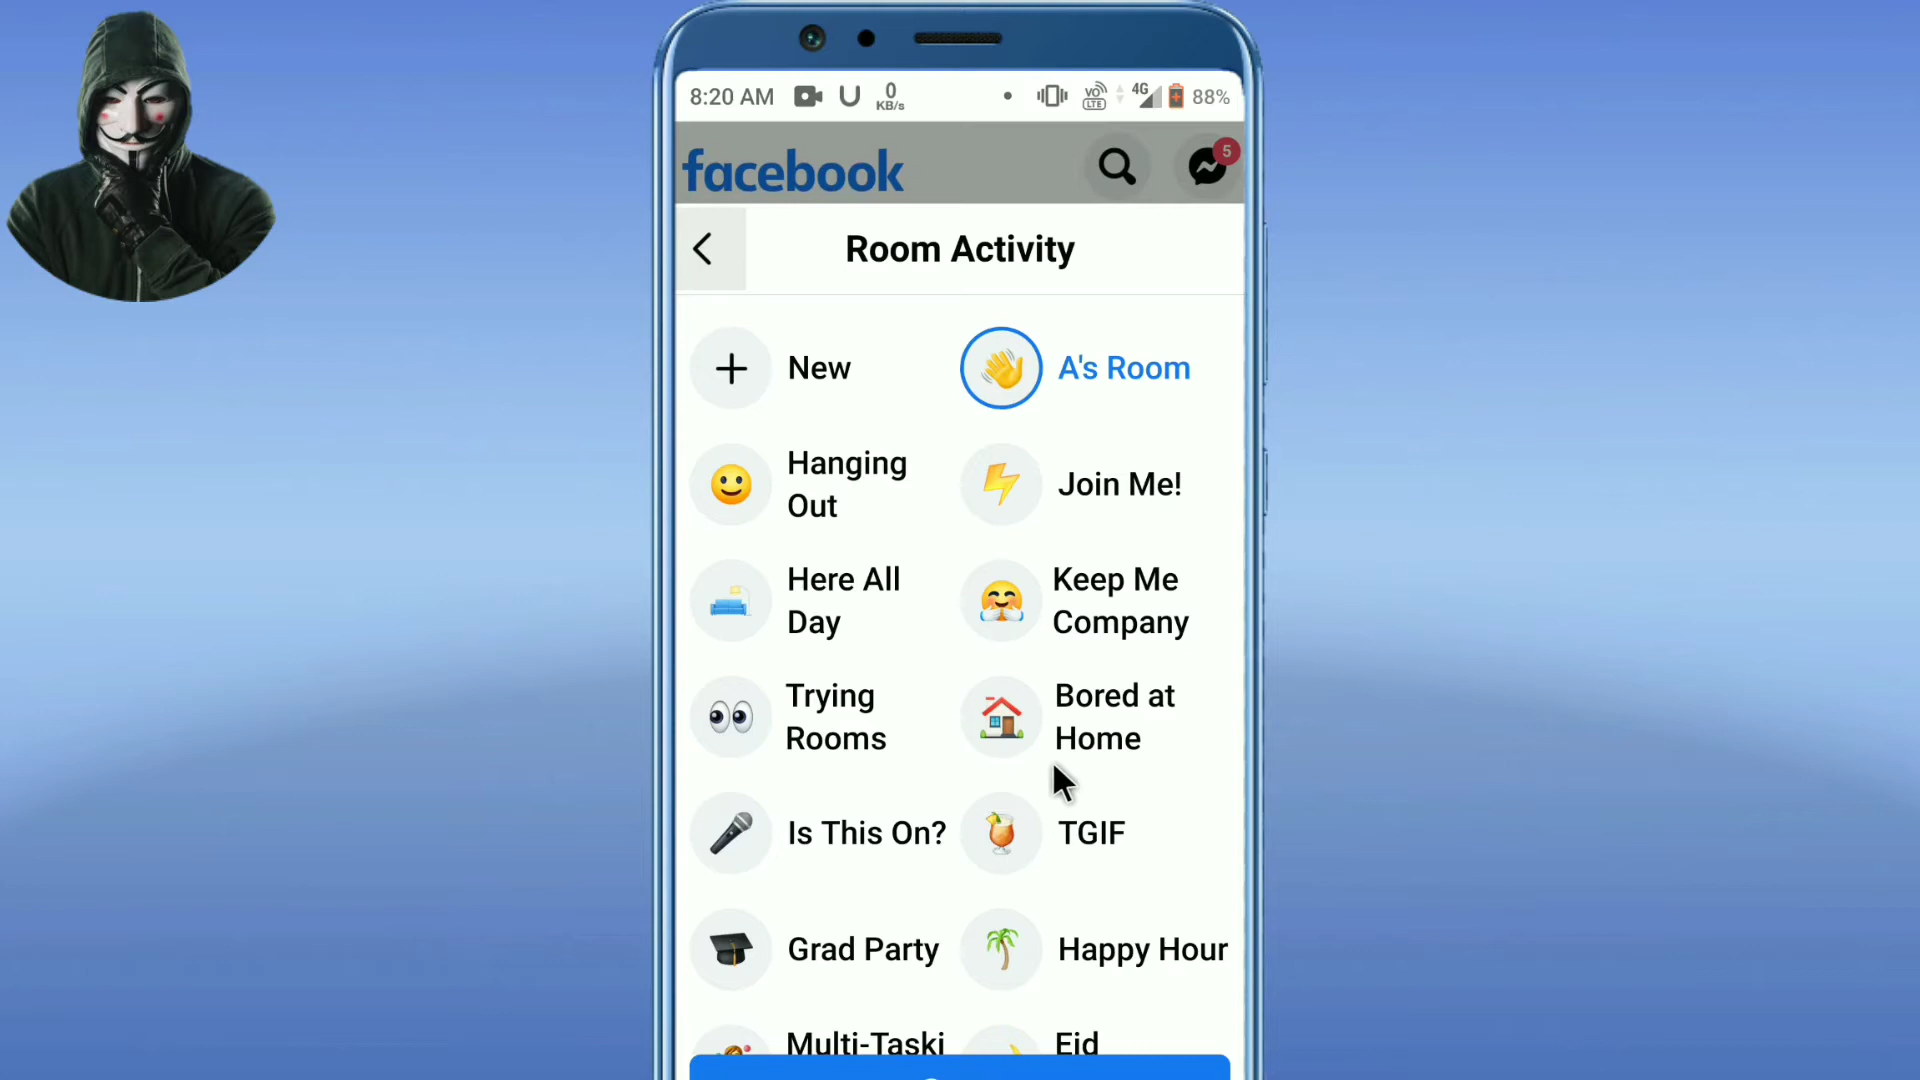 8:20 AM 0 KB/s VO LTE 4G 88%
facebook 5
Room Activity
New
A's Room
Hanging
Out
Join Me!
Here All
Day
Keep Me
Company
Trying
Rooms
Bored at
Home
Is This On?
TGIF
Grad Party
Happy Hour
Multi-Taski
Eid